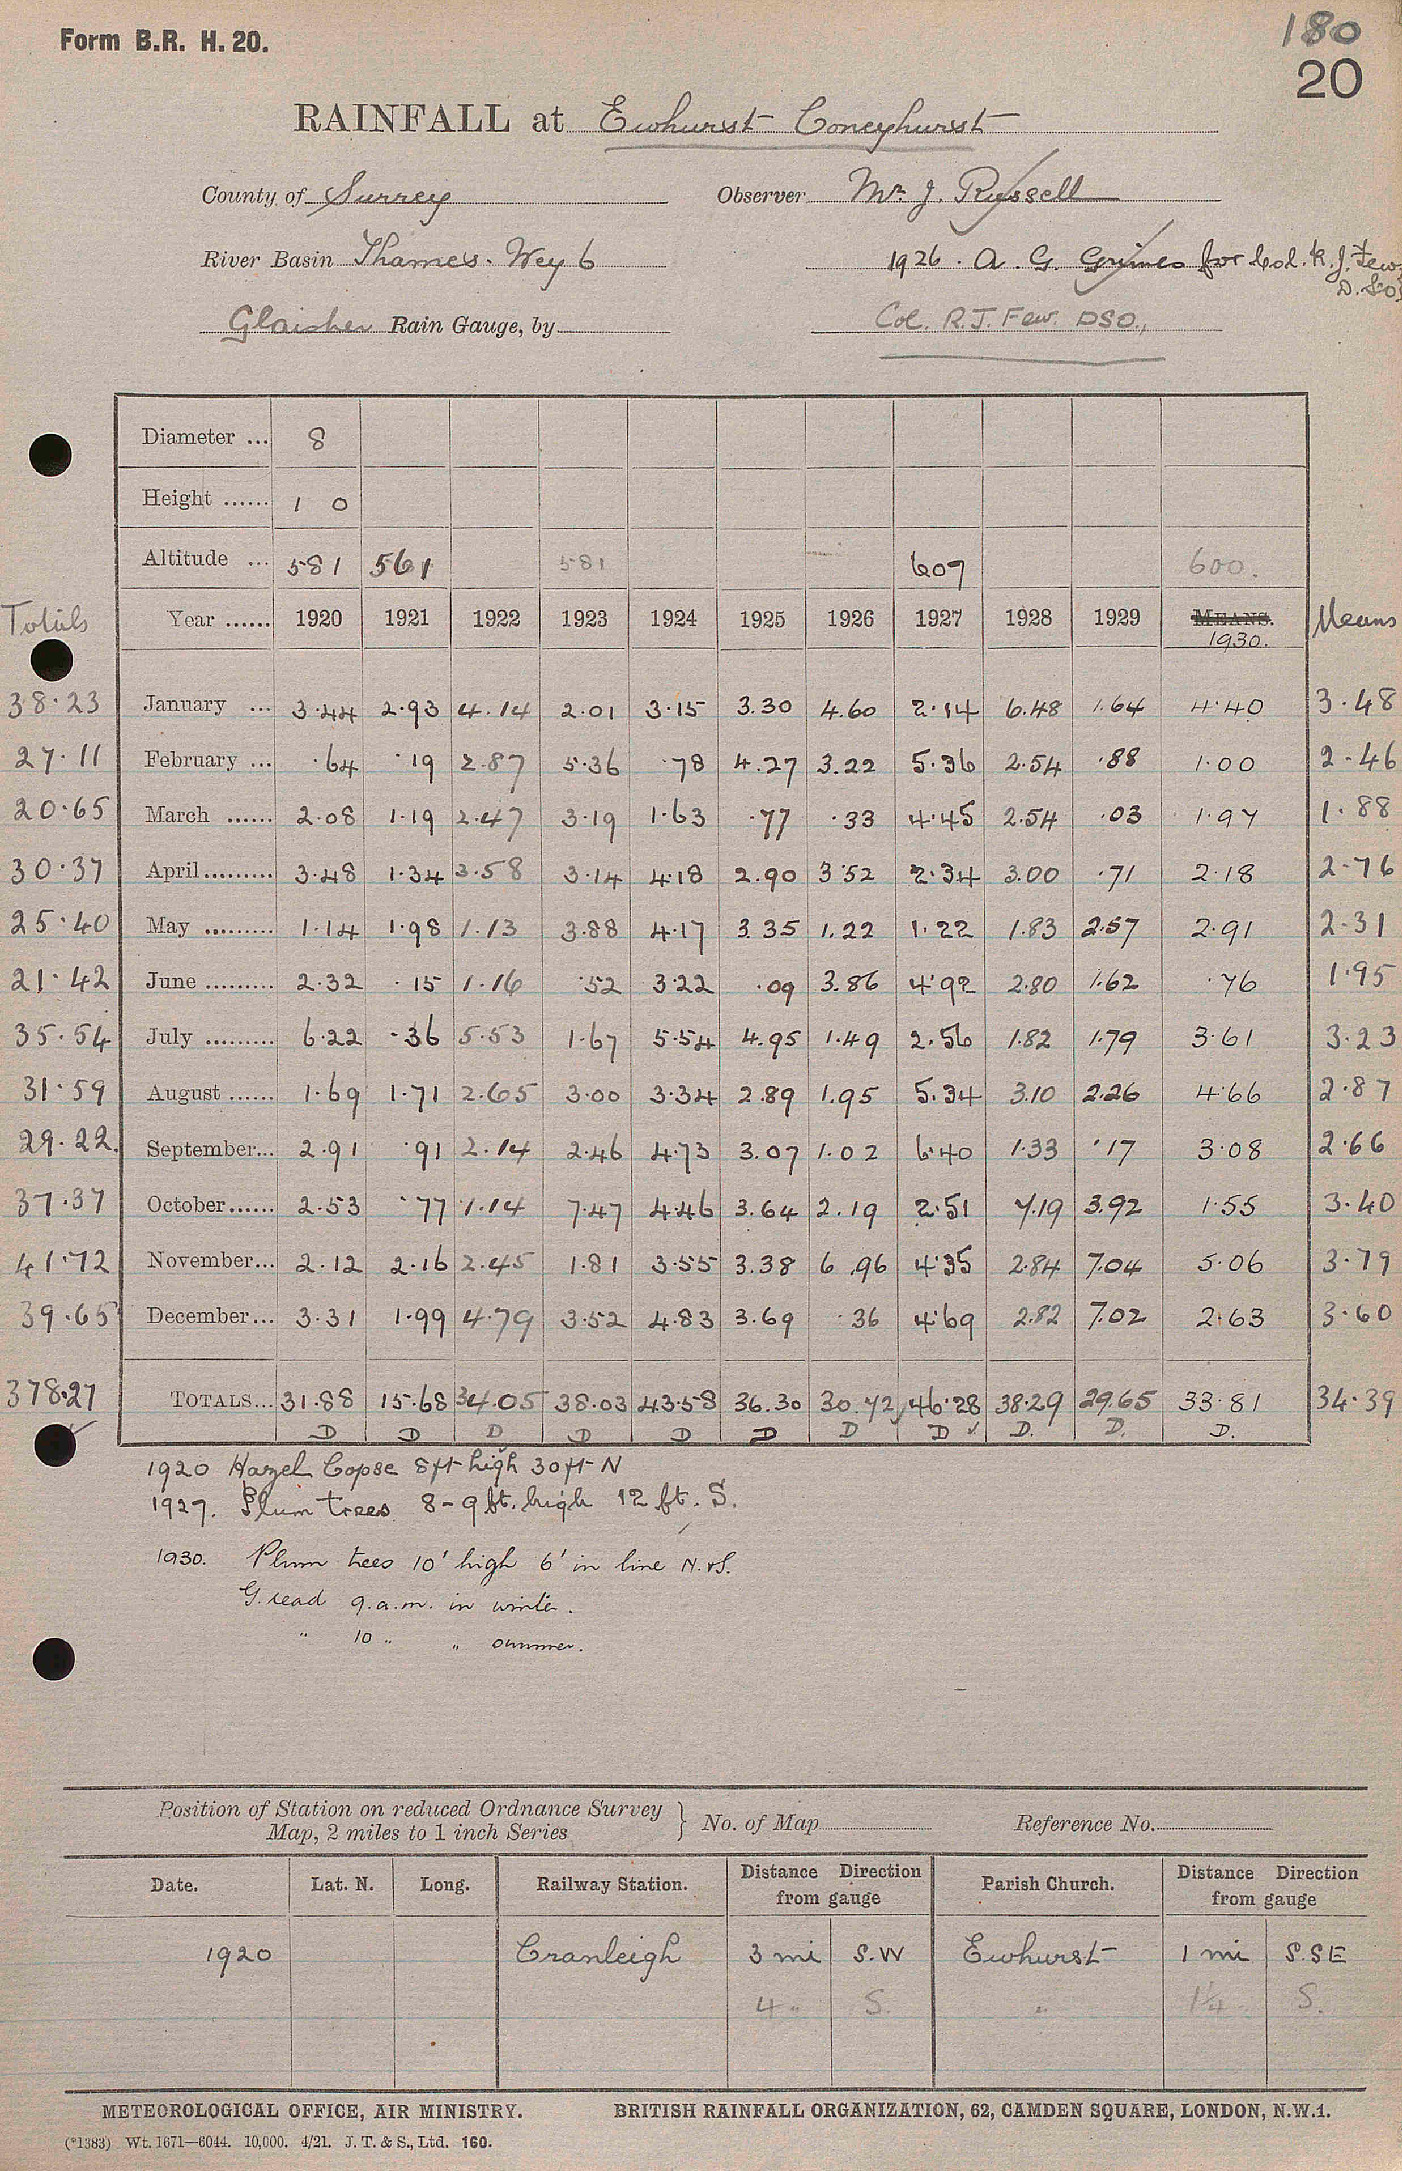 Form B.R. H. 20.
180
20
RAINFALL at Ewhurst Coneyhurst
County of Surrey Observer Mr J. Russell
River Basin Thames. Wey 6 1926. A. G. Grimes for Col. R. J. Few D.S.O.
Glaisher Rain Gauge, by Col. R.J. Few. DSO.,
Diameter ... 8
Height ...... 1 0
Altitude ... 581 561 581 607 600.
Totals Year ...... 1920 1921 1922 1923 1924 1925 1926 1927 1928 1929 MEANS. Means
1930.
38.23 January ... 3.44 2.93 4.14 2.01 3.15 3.30 4.60 2.14 6.48 1.64 4.40 3.48
27.11 February ... .64 .19 2.87 5.36 .78 4.27 3.22 5.36 2.54 .88 1.00 2.46
20.65 March ...... 2.08 1.19 2.47 3.19 1.63 .77 .33 4.45 2.54 .03 1.97 1.88
30.37 April......... 3.48 1.34 3.58 3.14 4.18 2.90 3.52 2.34 3.00 .71 2.18 2.76
25.40 May ......... 1.14 1.98 1.13 3.88 4.17 3.35 1.22 1.22 1.83 2.57 2.91 2.31
21.42 June ......... 2.32 .15 1.16 .52 3.22 .09 3.86 4.92 2.80 1.62 .76 1.95
35.54 July ......... 6.22 .36 5.53 1.67 5.54 4.95 1.49 2.56 1.82 1.79 3.61 3.23
31.59 August ...... 1.69 1.71 2.65 3.00 3.34 2.89 1.95 5.34 3.10 2.26 4.66 2.87
29.22 September... 2.91 .91 2.14 2.46 4.73 3.07 1.02 6.40 1.33 .17 3.08 2.66
37.37 October...... 2.53 .77 1.14 7.47 4.46 3.64 2.19 2.51 7.19 3.92 1.55 3.40
41.72 November... 2.12 2.16 2.45 1.81 3.55 3.38 6.96 4.35 2.84 7.04 5.06 3.79
39.65 December... 3.31 1.99 4.79 3.52 4.83 3.69 .36 4.69 2.82 7.02 2.63 3.60
378.27 TOTALS... 31.88 15.68 34.05 38.03 43.58 36.30 30.72 46.28 38.29 29.65 33.81 34.39
D D D D D D D D D. D. D.
1920 Hazel Copse 8ft high 30ft N
1927. Plum trees 8-9 ft. high 12 ft. S.
1930. Plum trees 10' high 6' in line N.&S.
G. read 9.a.m. in winter.
" 10 " " summer.
Position of Station on reduced Ordnance Survey
Map, 2 miles to 1 inch Series } No. of Map Reference No.
Date. Lat. N. Long. Railway Station. Distance Direction from gauge Parish Church. Distance Direction from gauge
1920 Cranleigh 3 mi S.W Ewhurst 1 mi S.SE
4 " S. " 1¼ " S.
METEOROLOGICAL OFFICE, AIR MINISTRY. BRITISH RAINFALL ORGANIZATION, 62, CAMDEN SQUARE, LONDON, N.W.1.
(*1383) Wt. 1671—6044. 10,000. 4/21. J. T. & S., Ltd. 160.